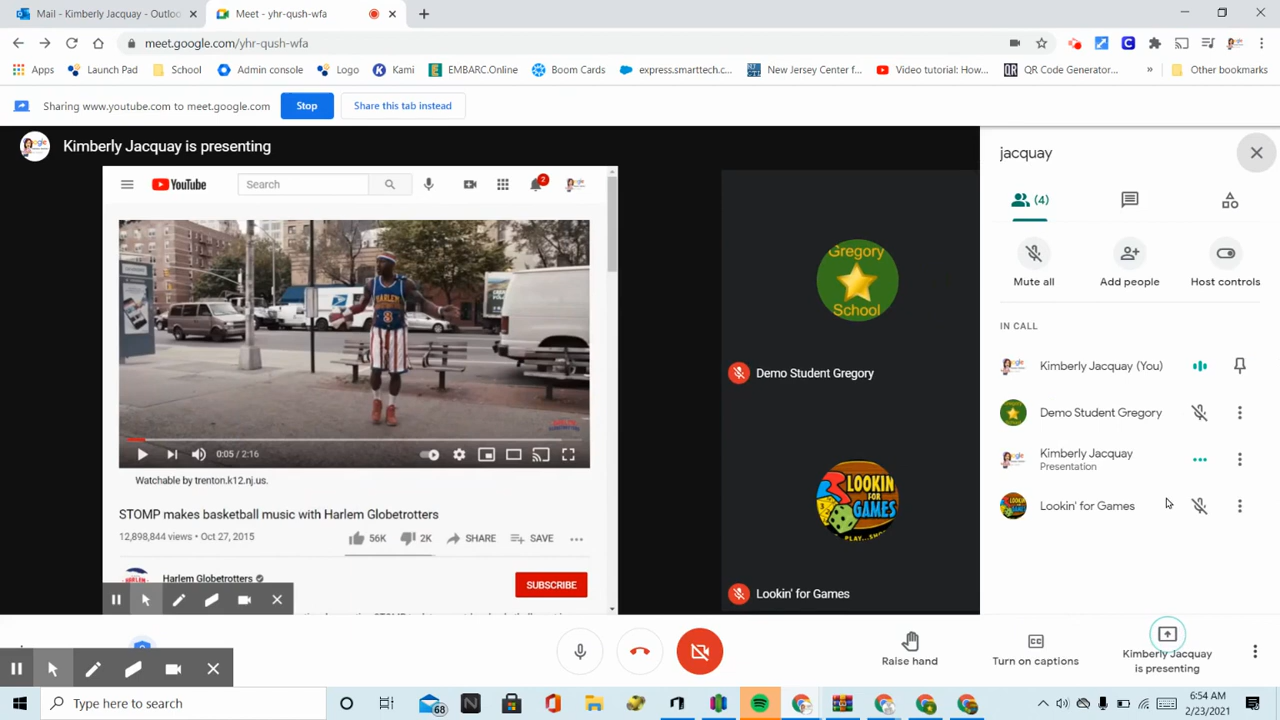 Mail - Kimberly Jacquay - Outloo
Meet - yhr-qush-wfa
meet.google.com/yhr-qush-wfa
Apps
Launch Pad
School
Admin console
Logo
Kami
EMBARC.Online
Boom Cards
express.smarttech.c...
New Jersey Center f...
Video tutorial: How...
QR Code Generator...
»
Other bookmarks
Sharing www.youtube.com to meet.google.com
Stop
Share this tab instead
Kimberly Jacquay is presenting
jacquay
YouTube
Search
2
(4)
Mute all
Add people
Host controls
HARLEM
8
0:05 / 2:16
Watchable by trenton.k12.nj.us.
STOMP makes basketball music with Harlem Globetrotters
12,898,844 views • Oct 27, 2015
56K
2K
SHARE
SAVE
Harlem Globetrotters
SUBSCRIBE
Gregory
School
Demo Student Gregory
LOOKIN
FOR
GAMES
PLAY...
Lookin' for Games
IN CALL
Kimberly Jacquay (You)
Demo Student Gregory
Kimberly Jacquay
Presentation
Lookin' for Games
Raise hand
Turn on captions
Kimberly Jacquay
is presenting
Type here to search
68
6:54 AM
2/23/2021